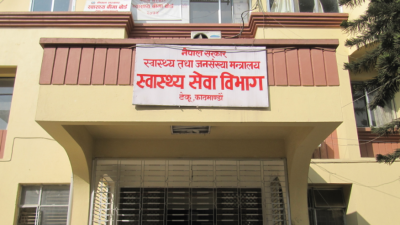 नेपाल सरकार
स्वास्थ्य तथा जनसंख्या मन्त्रालय
स्वास्थ्य सेवा विभाग
टेकु, काठमाण्डौ